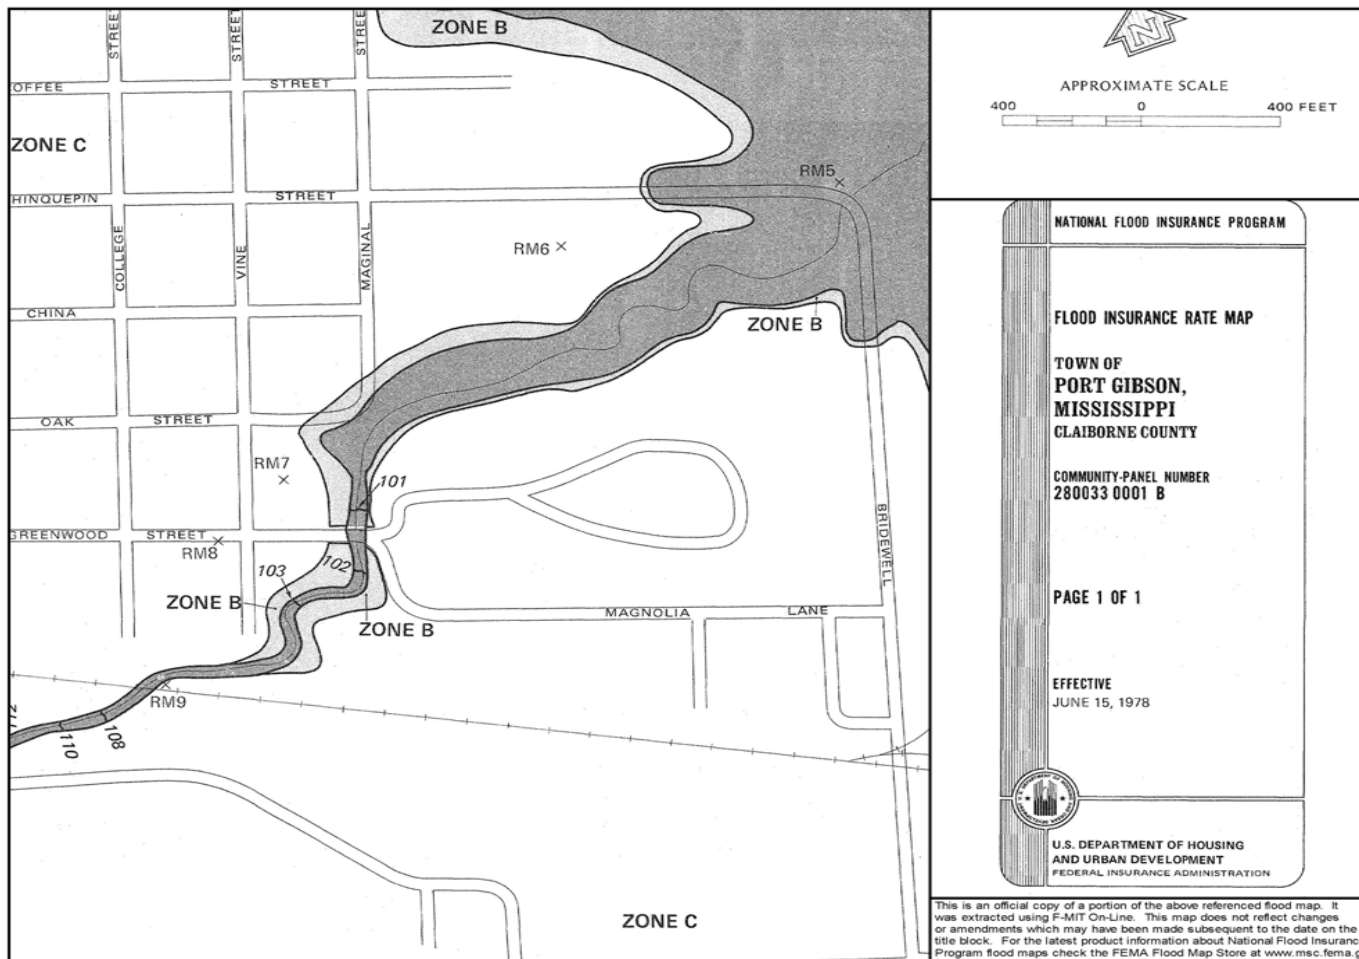 STREET
STREET
STREET
ZONE B
OFFEE
STREET
ZONE C
HINQUEPIN
STREET
RM5
RM6
COLLEGE
VINE
MAGINAL
CHINA
ZONE B
OAK
STREET
RM7
101
GREENWOOD
STREET
RM8
BRIDEWELL
102
103
ZONE B
ZONE B
MAGNOLIA
LANE
RM9
112
110
108
ZONE C
N
APPROXIMATE SCALE
400 0 400 FEET
NATIONAL FLOOD INSURANCE PROGRAM
FLOOD INSURANCE RATE MAP
TOWN OF
PORT GIBSON,
MISSISSIPPI
CLAIBORNE COUNTY
COMMUNITY-PANEL NUMBER
280033 0001 B
PAGE 1 OF 1
EFFECTIVE
JUNE 15, 1978
U.S. DEPARTMENT OF HOUSING
AND URBAN DEVELOPMENT
FEDERAL INSURANCE ADMINISTRATION
This is an official copy of a portion of the above referenced flood map. It
was extracted using F-MIT On-Line. This map does not reflect changes
or amendments which may have been made subsequent to the date on the
title block. For the latest product information about National Flood Insuranc
Program flood maps check the FEMA Flood Map Store at www.msc.fema.g